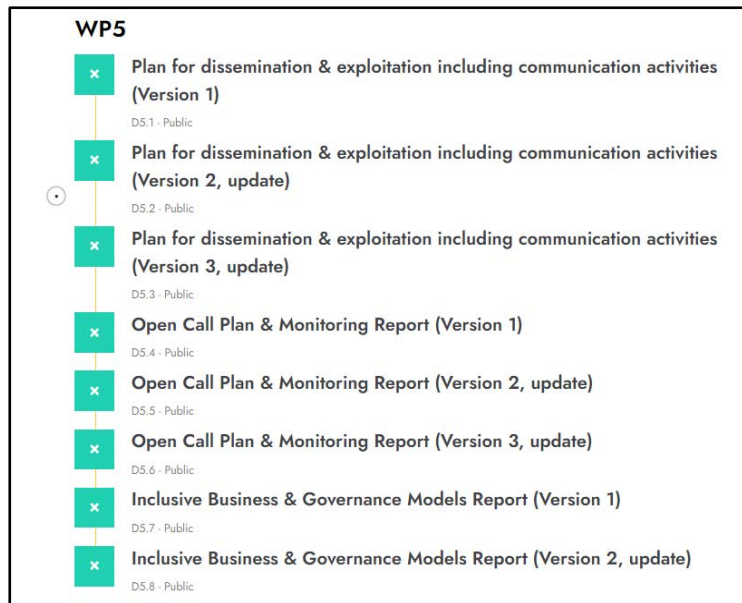 WP5
Plan for dissemination & exploitation including communication activities
(Version 1)
D5.1 - Public
Plan for dissemination & exploitation including communication activities
(Version 2, update)
D5.2 - Public
Plan for dissemination & exploitation including communication activities
(Version 3, update)
D5.3 - Public
Open Call Plan & Monitoring Report (Version 1)
D5.4 - Public
Open Call Plan & Monitoring Report (Version 2, update)
D5.5 - Public
Open Call Plan & Monitoring Report (Version 3, update)
D5.6 - Public
Inclusive Business & Governance Models Report (Version 1)
D5.7 - Public
Inclusive Business & Governance Models Report (Version 2, update)
D5.8 - Public